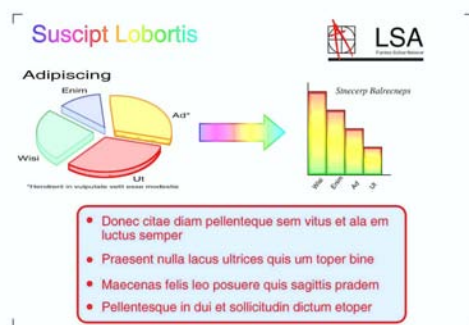 Suscipt Lobortis
LSA
Adipiscing
Enim
Ad*
Wisi
Ut
*Hendrerit in vulputate velit esse modestie
Stnecerp Balrecneps
Wisi
Enim
Ad
Ut
• Donec citae diam pellenteque sem vitus et ala em
luctus semper
• Praesent nulla lacus ultrices quis um toper bine
• Maecenas felis leo posuere quis sagittis pradern
• Pellentesque in dui et sollicitudin dictum etoper